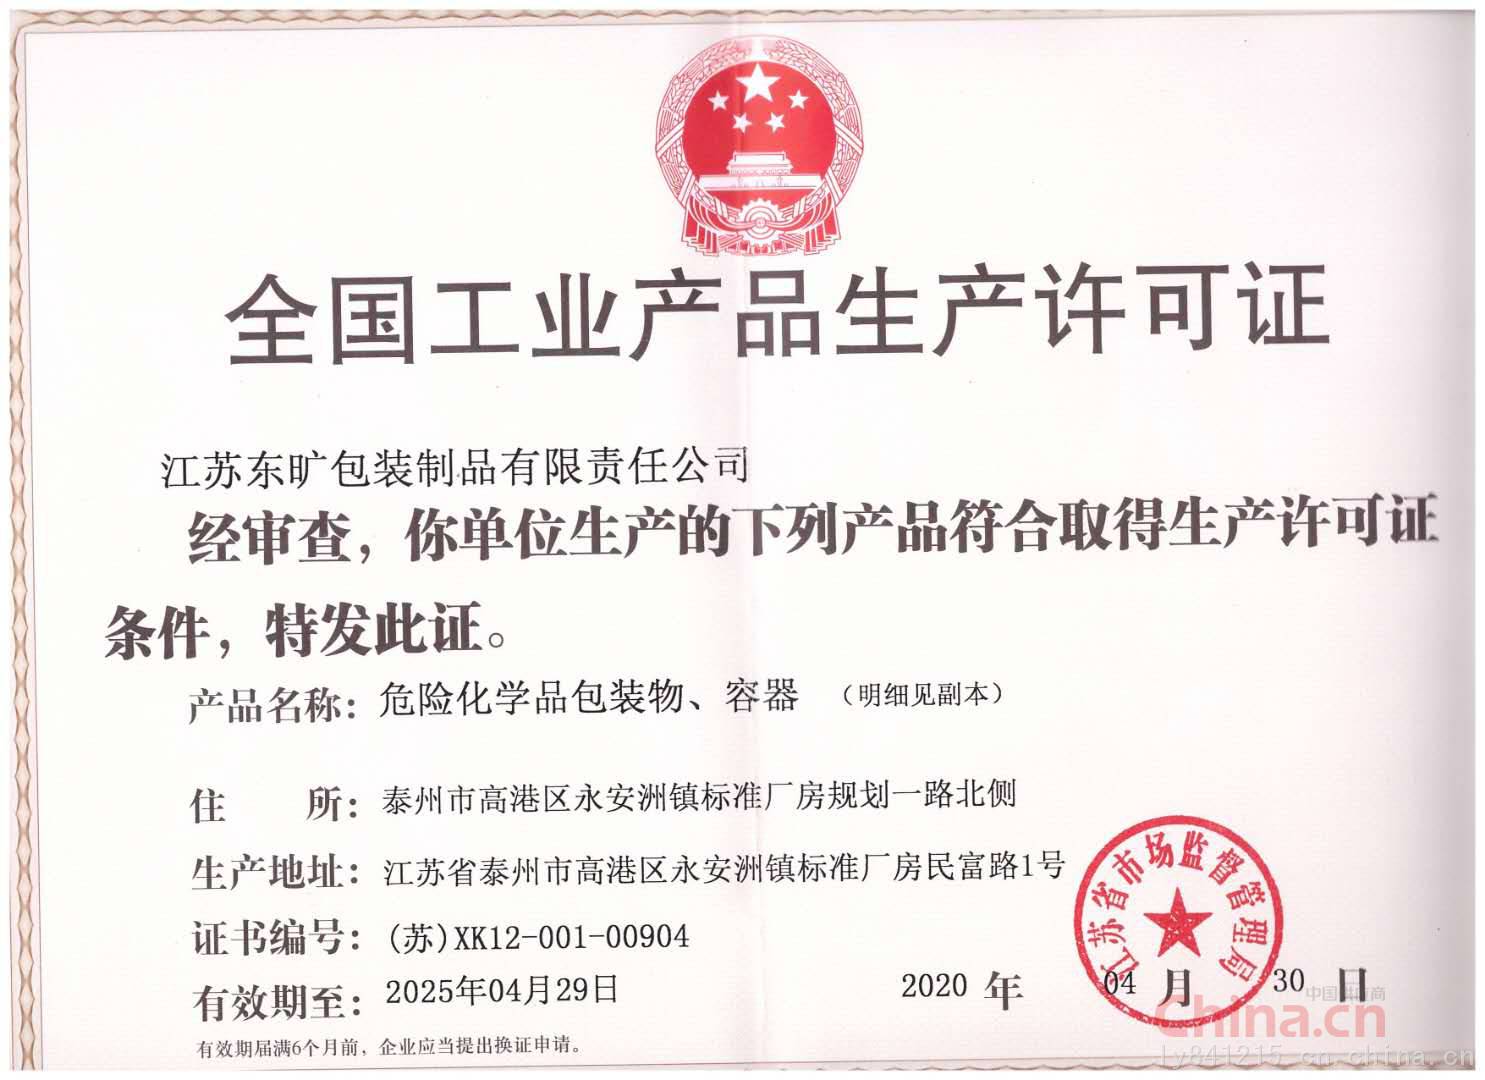 全国工业产品生产许可证
江苏东旷包装制品有限责任公司
经审查，你单位生产的下列产品符合取得生产许可证
条件，特发此证。
产品名称：危险化学品包装物、容器 （明细见副本）
住 所：泰州市高港区永安洲镇标准厂房规划一路北侧
生产地址：江苏省泰州市高港区永安洲镇标准厂房民富路1号
证书编号：(苏)XK12-001-00904
有效期至：2025年04月29日
2020 年 04 月 30 日
江苏省市场监督管理局
有效期届满6个月前，企业应当提出换证申请。
中国供应商
China.cn
ly841215.cn.china.cn